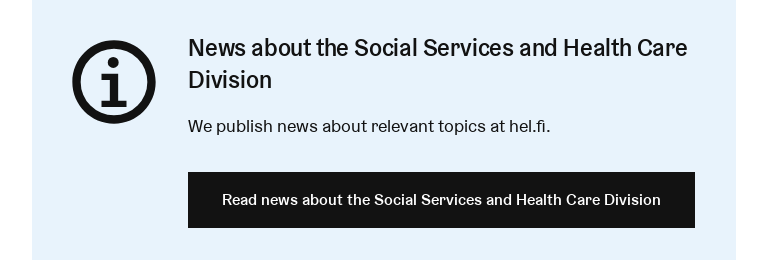 News about the Social Services and Health Care
Division
We publish news about relevant topics at hel.fi.
Read news about the Social Services and Health Care Division